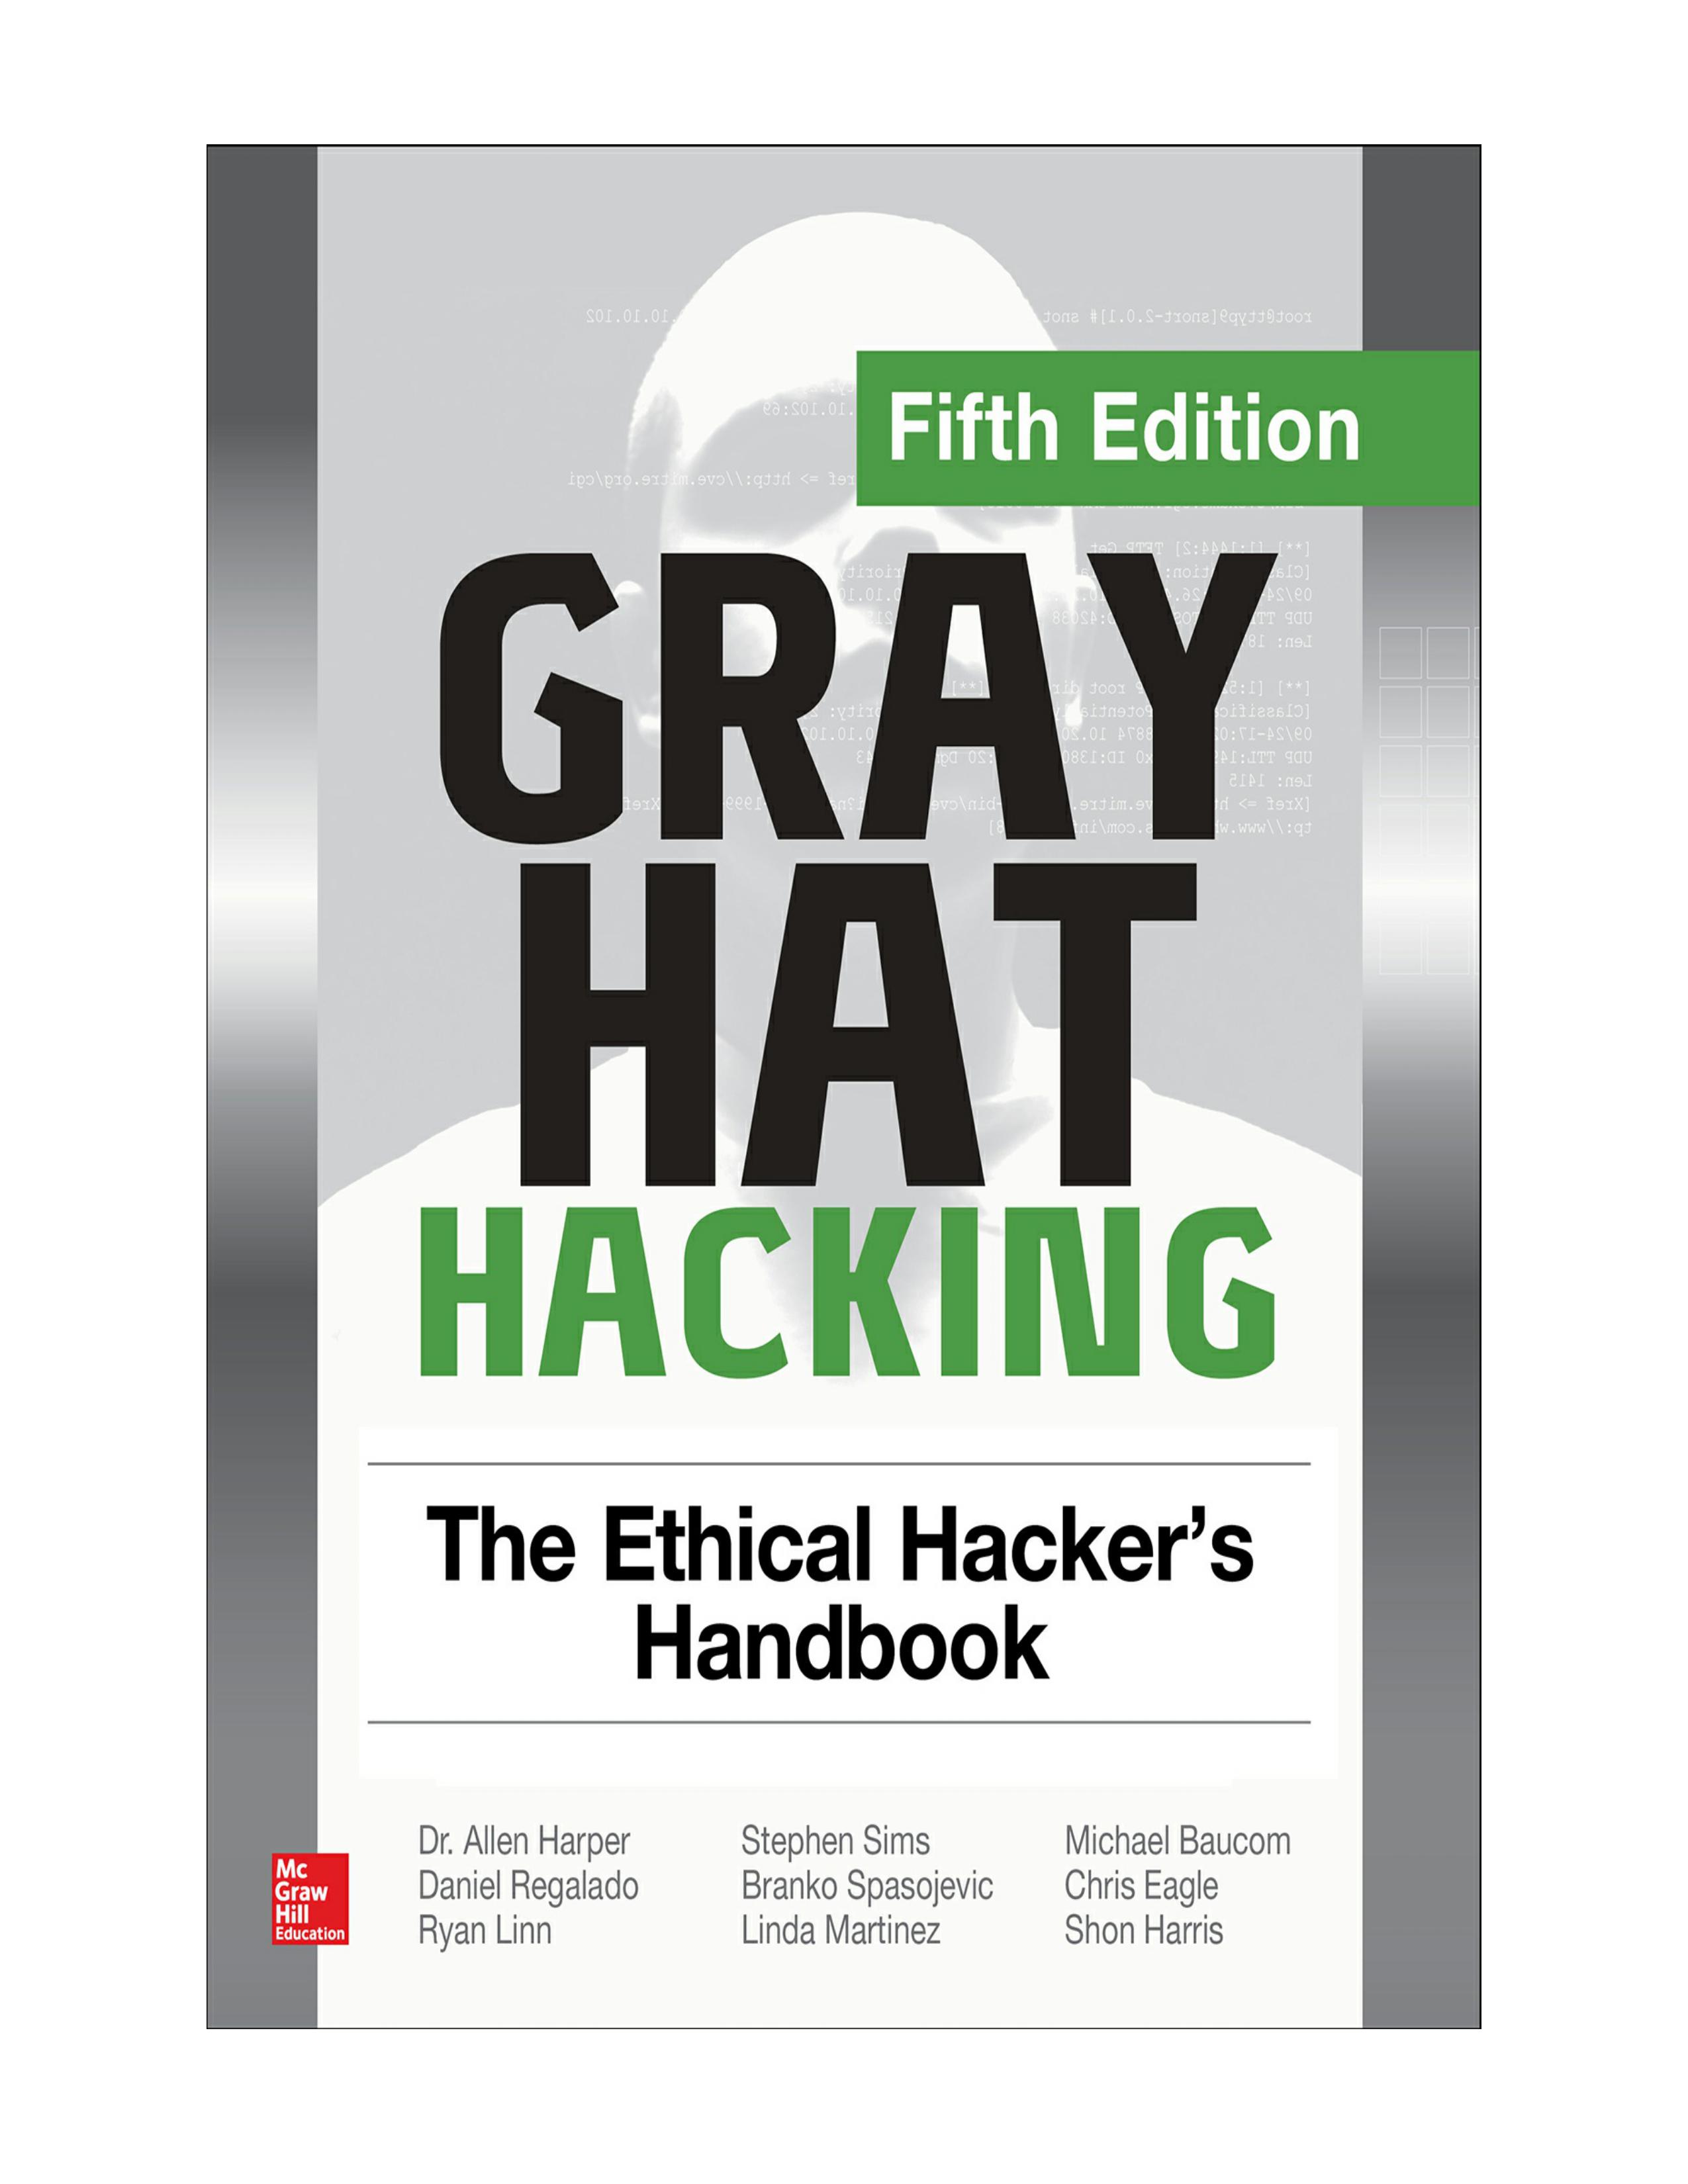 Fifth Edition
GRAY
HAT
HACKING
The Ethical Hacker’s
Handbook
Dr. Allen Harper
Daniel Regalado
Ryan Linn
Stephen Sims
Branko Spasojevic
Linda Martinez
Michael Baucom
Chris Eagle
Shon Harris
Mc
Graw
Hill
Education